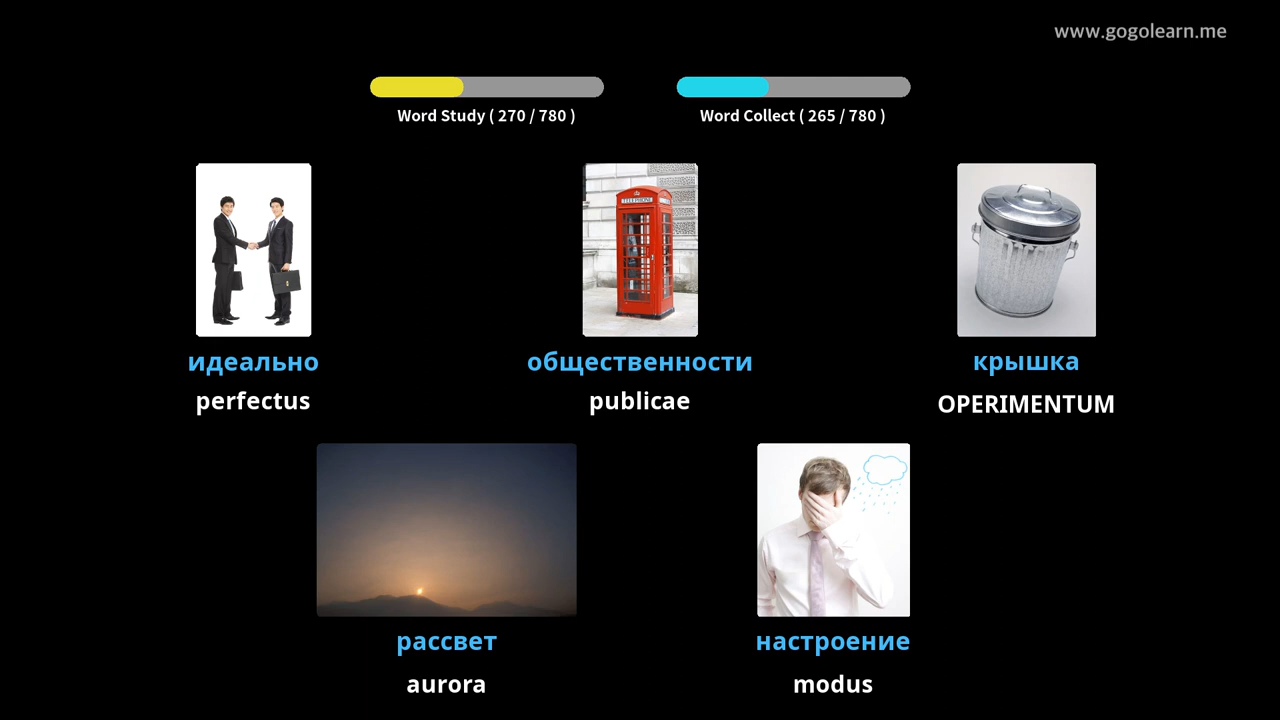 www.gogolearn.me
Word Study ( 270 / 780 )
Word Collect ( 265 / 780 )
TELEPHONE
идеально
perfectus
общественности
publicae
крышка
OPERIMENTUM
рассвет
aurora
настроение
modus